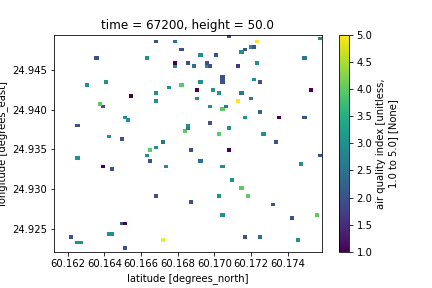 time = 67200, height = 50.0
24.945
24.940
24.935
24.930
24.925
longitude [degrees_east]
60.162 60.164 60.166 60.168 60.170 60.172 60.174
latitude [degrees_north]
5.0
4.5
4.0
3.5
3.0
2.5
2.0
1.5
1.0
air quality index [unitless,
1.0 to 5.0] [None]